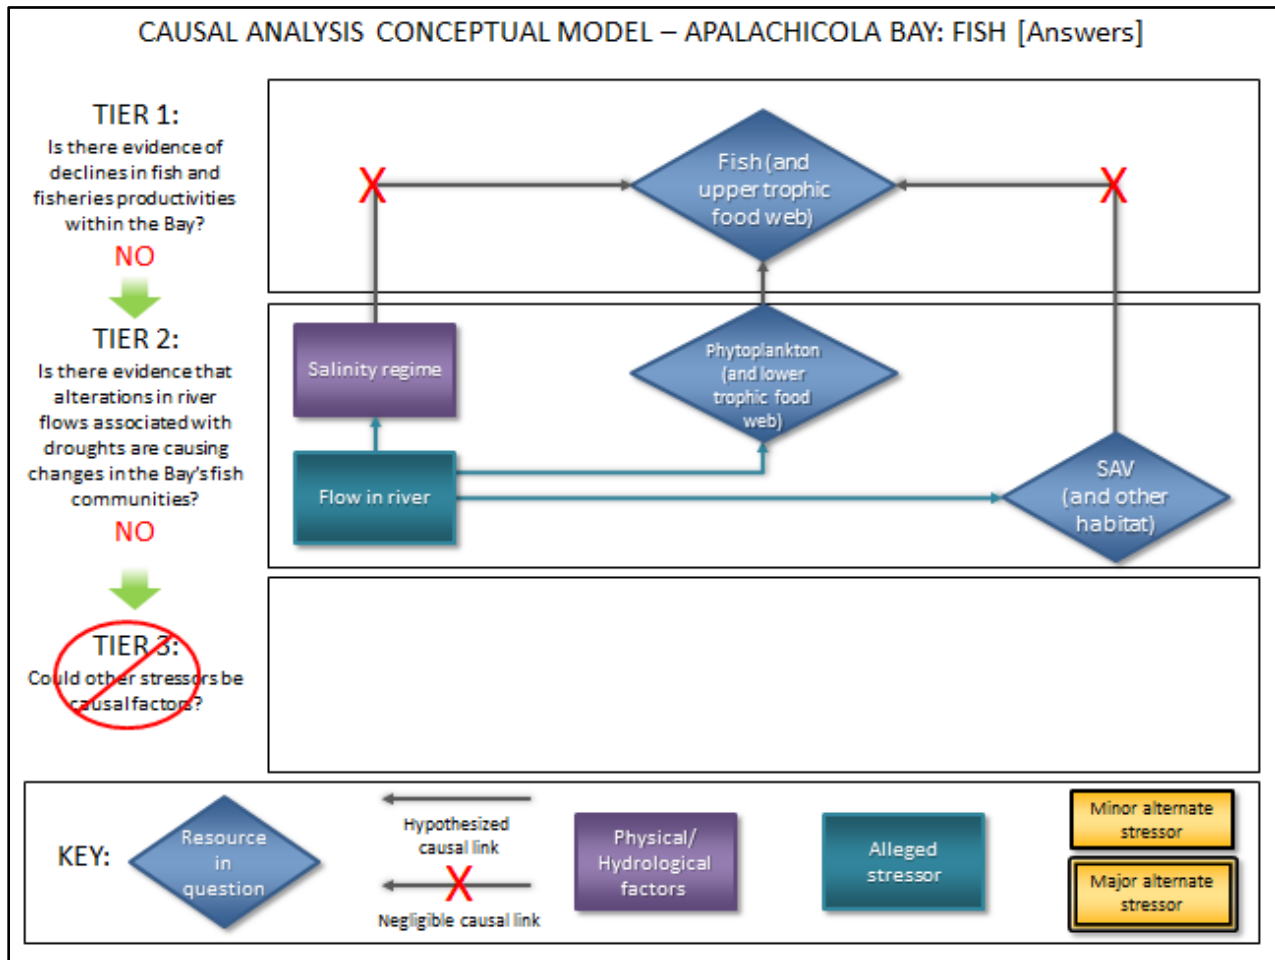 CAUSAL ANALYSIS CONCEPTUAL MODEL – APALACHICOLA BAY: FISH [Answers]
TIER 1:
Is there evidence of
declines in fish and
fisheries productivities
within the Bay?
NO
Fish (and
upper trophic
food web)
X
X
TIER 2:
Is there evidence that
alterations in river
flows associated with
droughts are causing
changes in the Bay's fish
communities?
NO
Salinity regime
Phytoplankton
(and lower
trophic food
web)
Flow in river
SAV
(and other
habitat)
TIER 3:
Could other stressors be
causal factors?
KEY:
Resource
in
question
Hypothesized
causal link
X
Negligible causal link
Physical/
Hydrological
factors
Alleged
stressor
Minor alternate
stressor
Major alternate
stressor